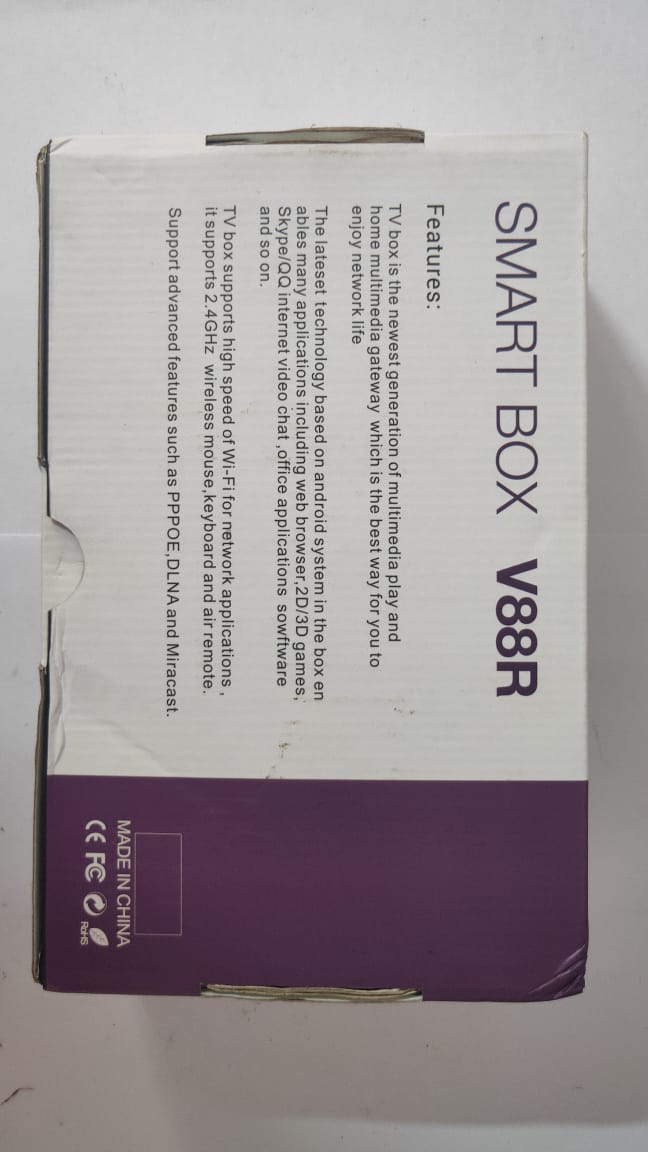 SMART BOX V88R
Features:
TV box is the newest generation of multimedia play and
home multimedia gateway which is the best way for you to
enjoy network life
The lateset technology based on android system in the box en
ables many applications including web browser,2D/3D games,
Skype/QQ internet video chat ,office applications sowftware
and so on.
TV box supports high speed of Wi-Fi for network applications ,
it supports 2.4GHz wireless mouse,keyboard and air remote.
Support advanced features such as PPPOE,DLNA and Miracast.
MADE IN CHINA
CE FC RoHS